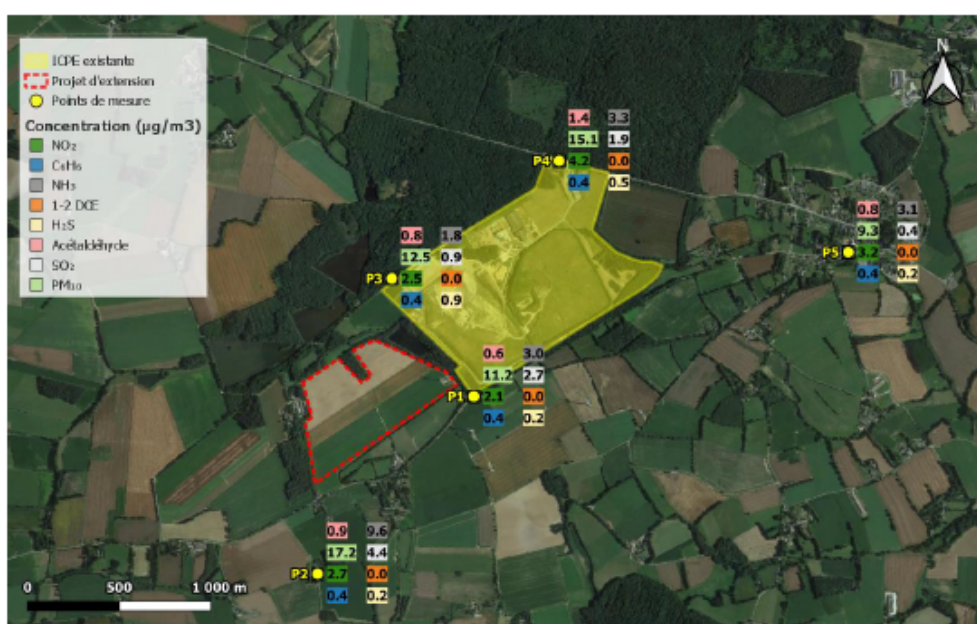 ICPE existante
Projet d'extension
Points de mesure
Concentration (µg/m3)
NO₂
C₆H₆
NH₃
1-2 DCE
H₂S
Acétaldéhyde
SO₂
PM₁₀
N
1.4 3.3
15.1 1.9
P4 4.2 0.0
0.4 0.5
0.8 3.1
9.3 0.4
P5 3.2 0.0
0.4 0.2
0.8 1.8
12.5 0.9
P3 2.5 0.0
0.4 0.9
0.6 3.0
11.2 2.7
P1 2.1 0.0
0.4 0.2
0.9 9.6
17.2 4.4
P2 2.7 0.0
0.4 0.2
0 500 1 000 m